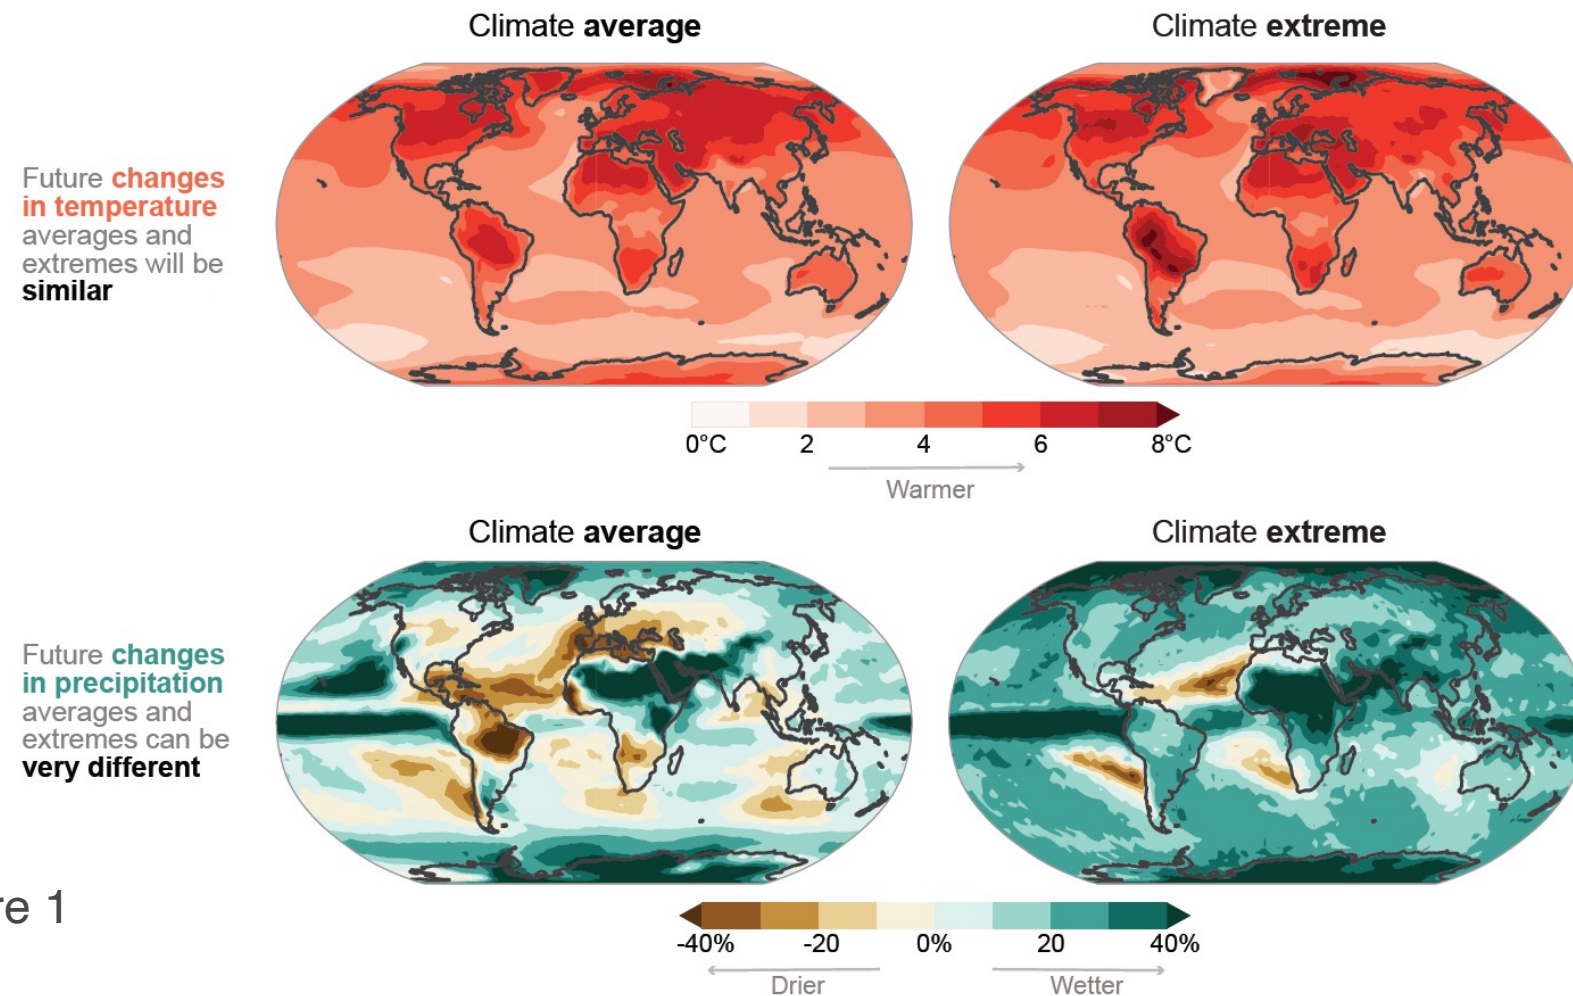 Climate average
Climate extreme
Future changes
in temperature
averages and
extremes will be
similar
0°C 2 4 6 8°C
Warmer
Climate average
Climate extreme
Future changes
in precipitation
averages and
extremes can be
very different
re 1
-40% -20 0% 20 40%
Drier
Wetter